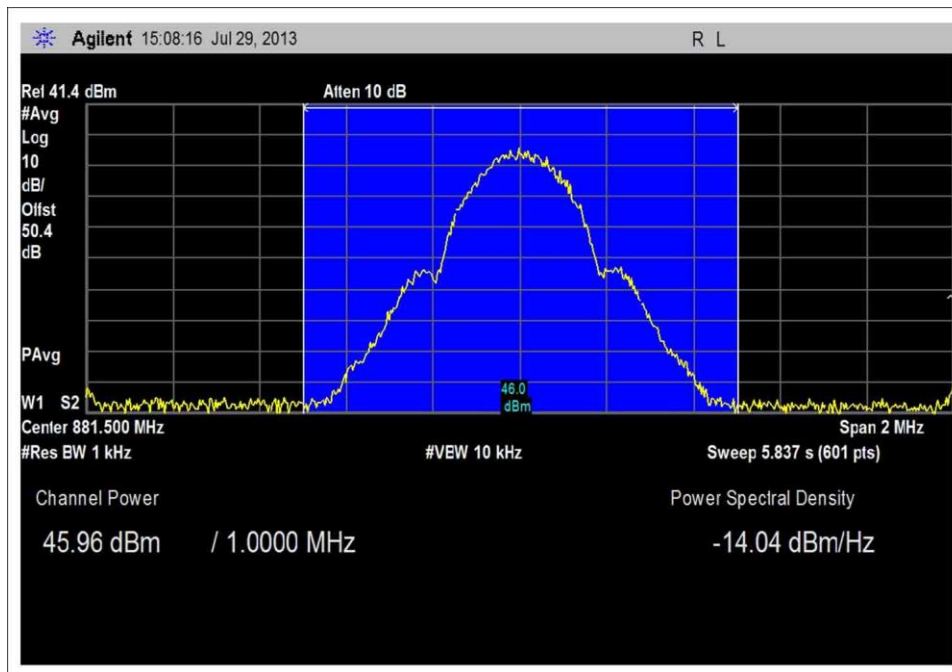 Agilent 15:08:16 Jul 29, 2013 R L
Ref 41.4 dBm Atten 10 dB
#Avg
Log
10
dB/
Offst
50.4
dB
PAvg
46.0
dBm
W1 S2
Center 881.500 MHz Span 2 MHz
#Res BW 1 kHz #VBW 10 kHz Sweep 5.837 s (601 pts)
Channel Power Power Spectral Density
45.96 dBm / 1.0000 MHz -14.04 dBm/Hz